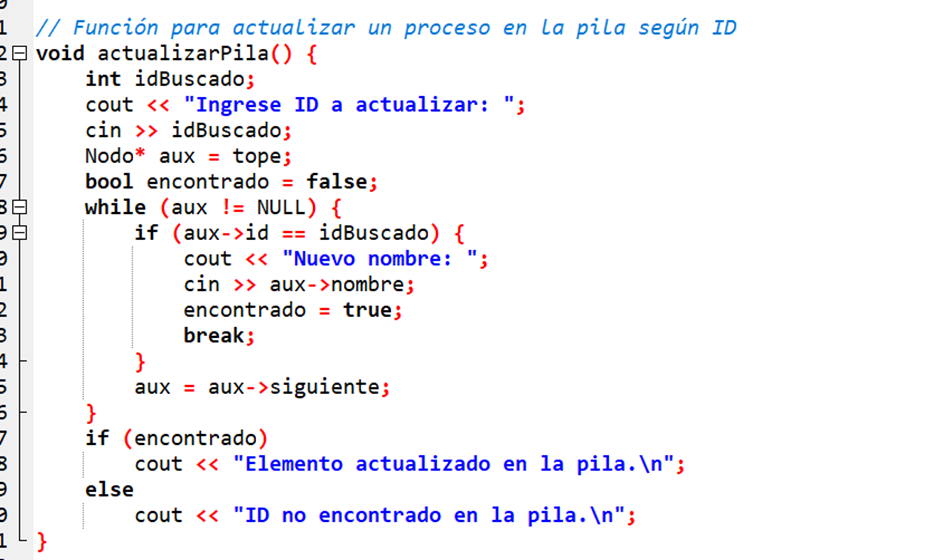 // Función para actualizar un proceso en la pila según ID
void actualizarPila() {
int idBuscado;
cout << "Ingrese ID a actualizar: ";
cin >> idBuscado;
Nodo* aux = tope;
bool encontrado = false;
while (aux != NULL) {
if (aux->id == idBuscado) {
cout << "Nuevo nombre: ";
cin >> aux->nombre;
encontrado = true;
break;
}
aux = aux->siguiente;
}
if (encontrado)
cout << "Elemento actualizado en la pila.\n";
else
cout << "ID no encontrado en la pila.\n";
}